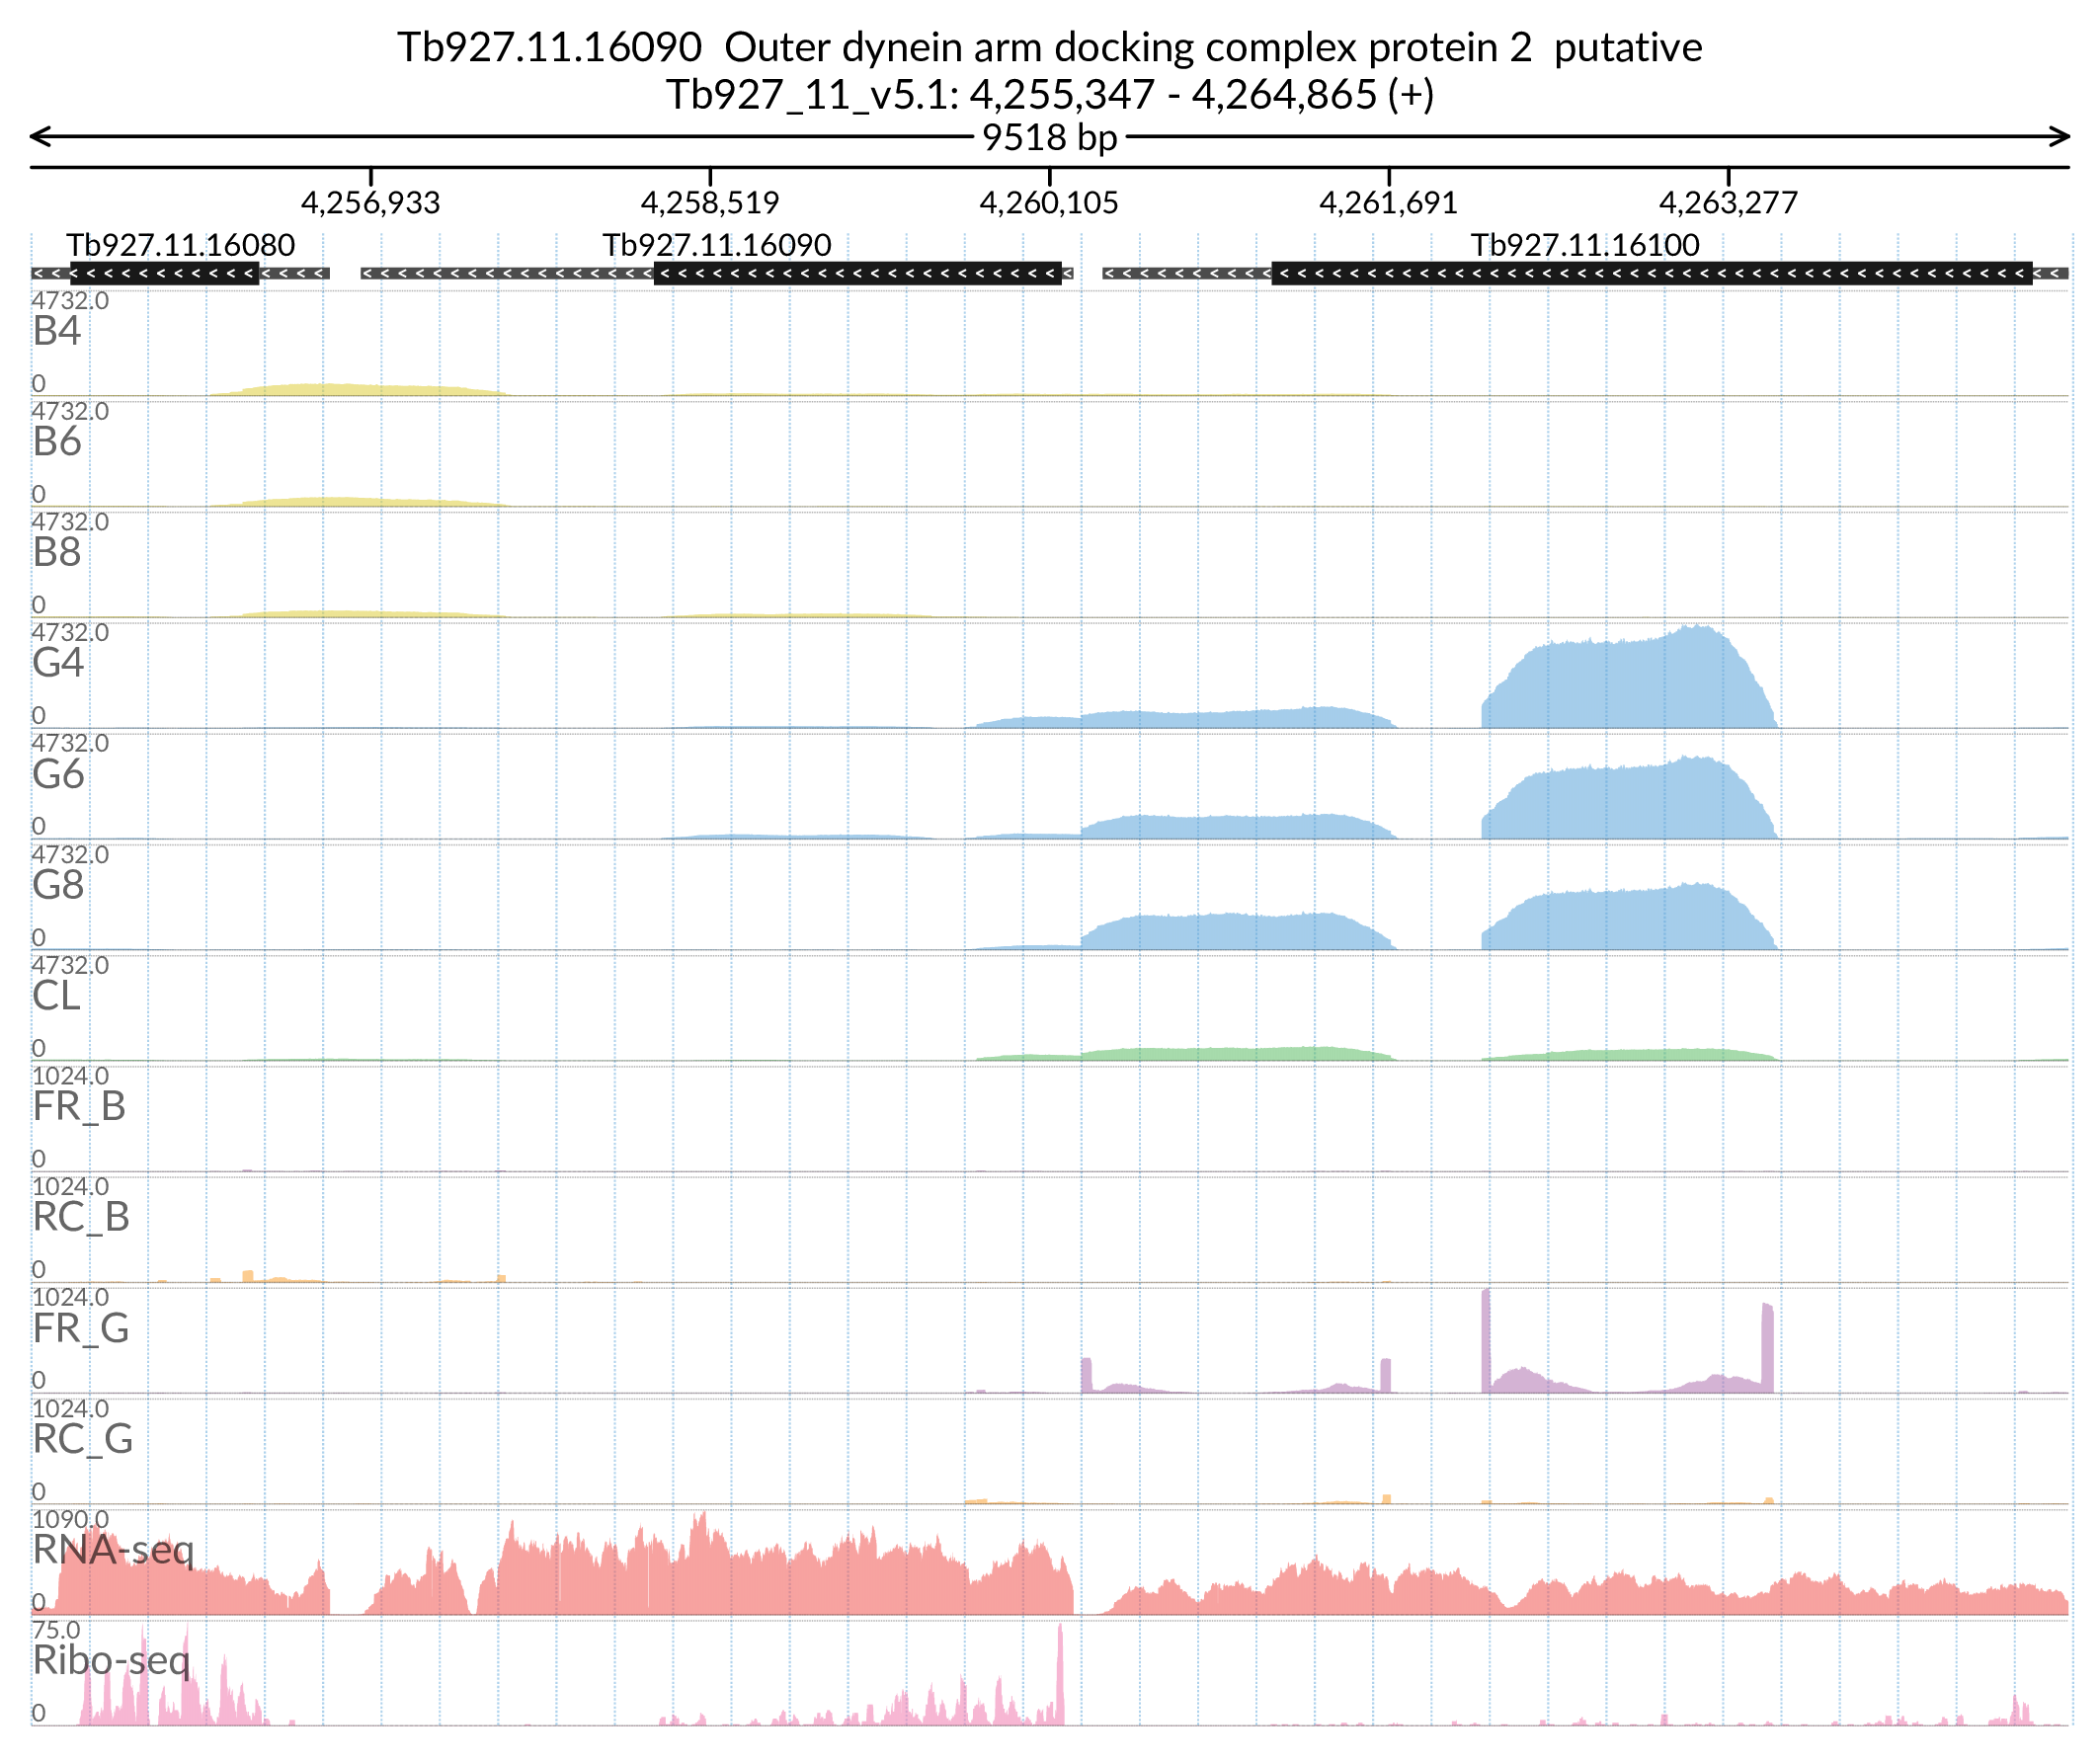 Tb927.11.16090  Outer dynein arm docking complex protein 2  putative
Tb927_11_v5.1: 4,255,347 - 4,264,865 (+)
9518 bp
4,256,933 4,258,519 4,260,105 4,261,691 4,263,277
Tb927.11.16080 Tb927.11.16090 Tb927.11.16100
4732.0
B4
0
4732.0
B6
0
4732.0
B8
0
4732.0
G4
0
4732.0
G6
0
4732.0
G8
0
4732.0
CL
0
1024.0
FR_B
0
1024.0
RC_B
0
1024.0
FR_G
0
1024.0
RC_G
0
1090.0
RNA-seq
0
75.0
Ribo-seq
0